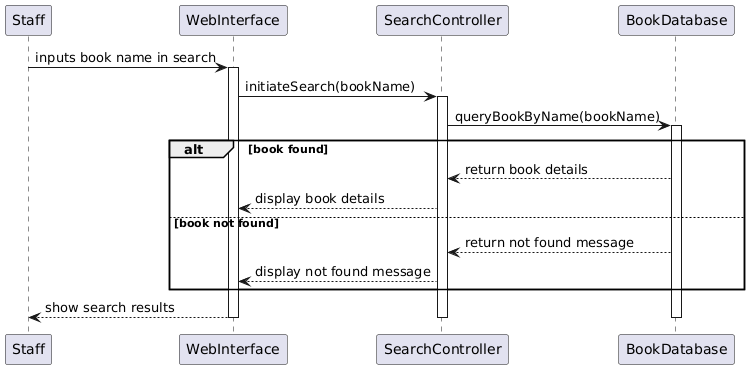 Staff WebInterface SearchController BookDatabase
inputs book name in search
initiateSearch(bookName)
queryBookByName(bookName)
alt [book found]
return book details
display book details
[book not found]
return not found message
display not found message
show search results
Staff WebInterface SearchController BookDatabase